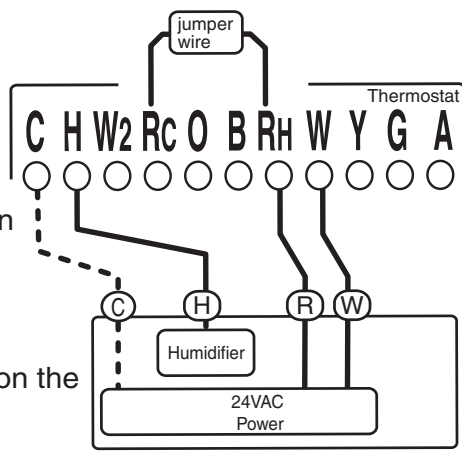 jumper
wire
Thermostat
C H W2 RC O B RH W Y G A
n
C H R W
Humidifier
on the
24VAC
Power